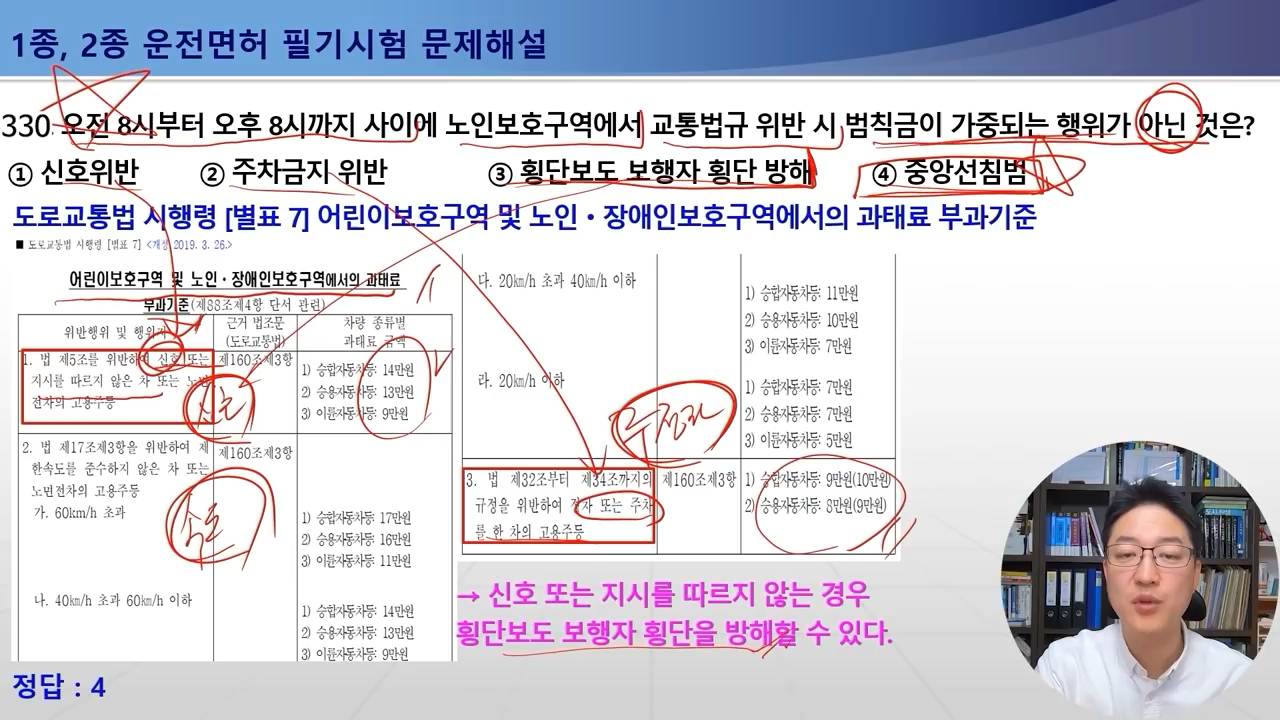 1종, 2종 운전면허 필기시험 문제해설
330. 오전 8시부터 오후 8시까지 사이에 노인보호구역에서 교통법규 위반 시 범칙금이 가중되는 행위가 아닌 것은?
① 신호위반 ② 주차금지 위반 ③ 횡단보도 보행자 횡단 방해 ④ 중앙선침범
도로교통법 시행령 [별표 7] 어린이보호구역 및 노인·장애인보호구역에서의 과태료 부과기준
■ 도로교통법 시행령 [별표 7] <개정 2019. 3. 26.>
어린이보호구역 및 노인·장애인보호구역에서의 과태료
부과기준(제88조제4항 단서 관련)
위반행위 및 행위자
근거 법조문
(도로교통법)
차량 종류별
과태료 금액
1. 법 제5조를 위반하여 신호 또는
지시를 따르지 않은 차 또는 노면
전차의 고용주등
제160조제3항
1) 승합자동차등: 14만원
2) 승용자동차등: 13만원
3) 이륜자동차등: 9만원
신호
2. 법 제17조제3항을 위반하여 제
한속도를 준수하지 않은 차 또는
노면전차의 고용주등
제160조제3항
속도
가. 60㎞/h 초과
1) 승합자동차등: 17만원
2) 승용자동차등: 16만원
3) 이륜자동차등: 11만원
나. 40㎞/h 초과 60㎞/h 이하
1) 승합자동차등: 14만원
2) 승용자동차등: 13만원
3) 이륜자동차등: 9만원
다. 20㎞/h 초과 40㎞/h 이하
1) 승합자동차등: 11만원
2) 승용자동차등: 10만원
3) 이륜자동차등: 7만원
라. 20㎞/h 이하
1) 승합자동차등: 7만원
2) 승용자동차등: 7만원
3) 이륜자동차등: 5만원
주정차
3. 법 제32조부터 제34조까지의
규정을 위반하여 정차 또는 주차
를 한 차의 고용주등
제160조제3항
1) 승합자동차등: 9만원(10만원)
2) 승용자동차등: 8만원(9만원)
→ 신호 또는 지시를 따르지 않는 경우
횡단보도 보행자 횡단을 방해할 수 있다.
정답 : 4